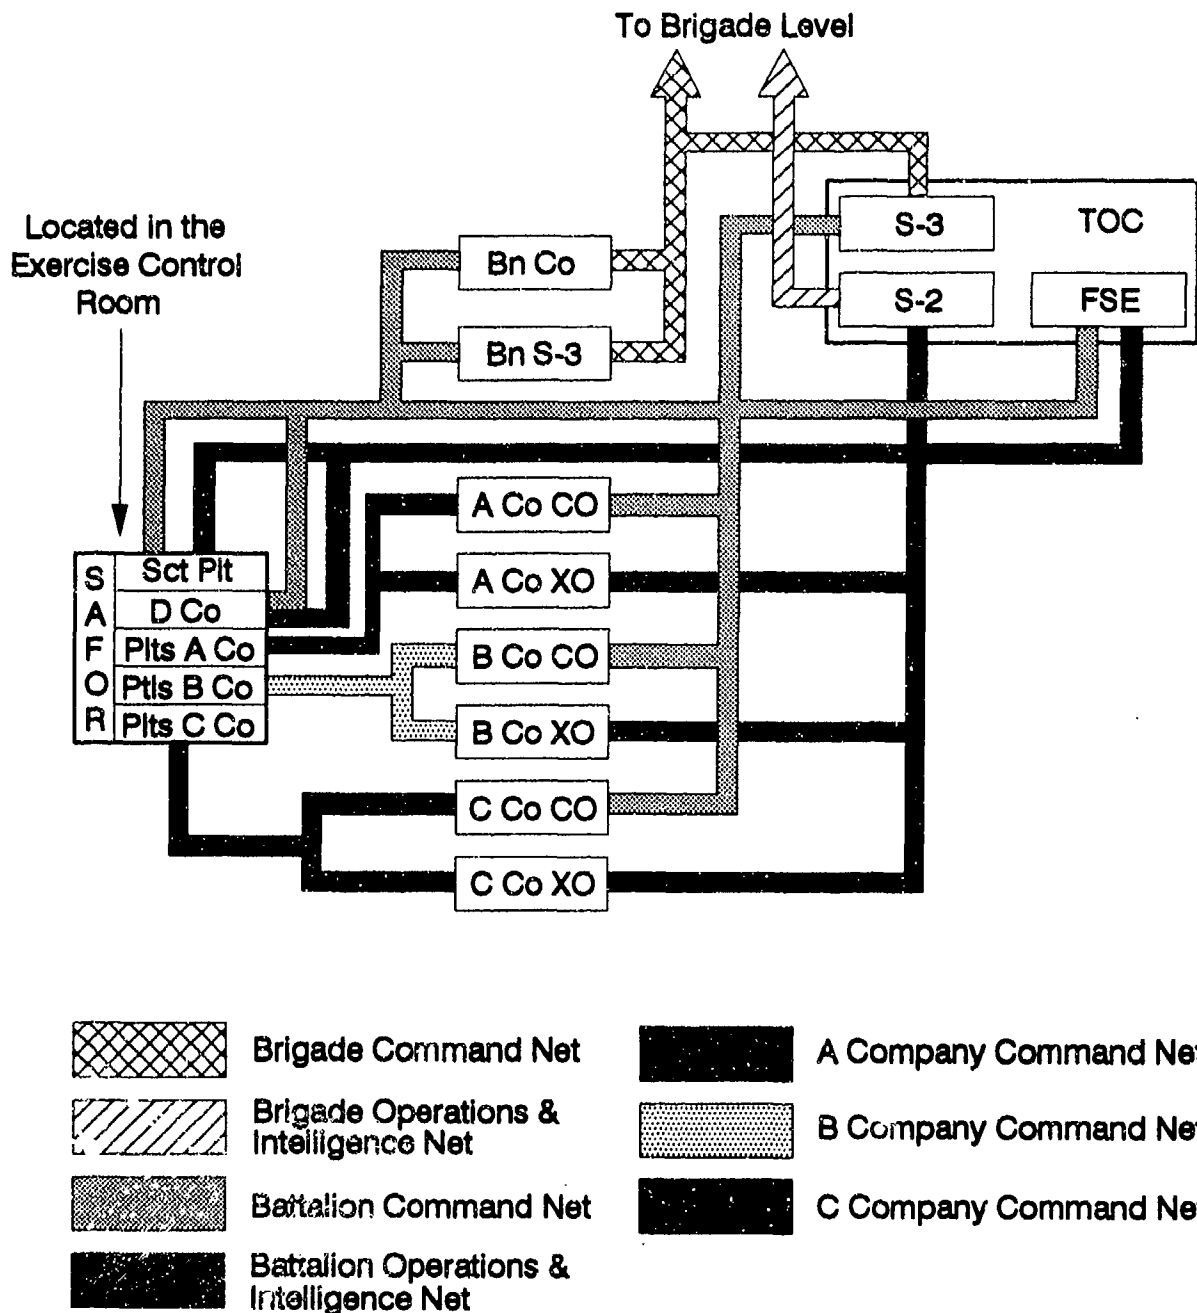 To Brigade Level
Located in the
Exercise Control
Room
S-3
TOC
Bn Co
S-2
FSE
Bn S-3
A Co CO
A Co XO
B Co CO
B Co XO
C Co CO
C Co XO
S
A
F
O
R
Sct Plt
D Co
Plts A Co
Ptls B Co
Plts C Co
Brigade Command Net
Brigade Operations &
Intelligence Net
Battalion Command Net
Battalion Operations &
Intelligence Net
A Company Command Net
B Company Command Net
C Company Command Net